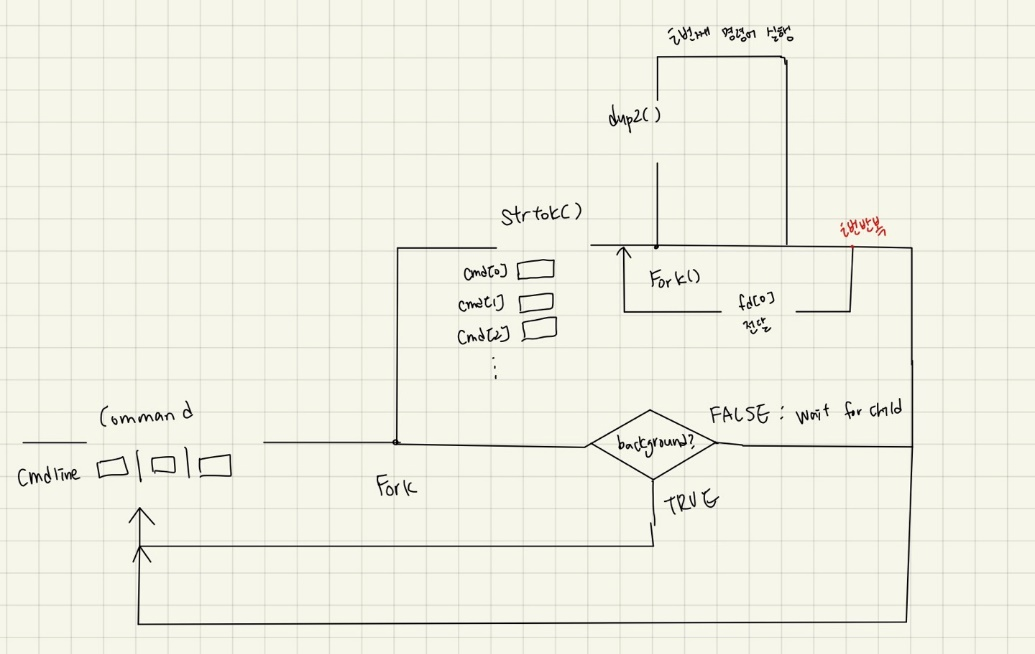 i번째 명령어 실행
dup2()
Strtok()
i번반복
cmd[0]
Fork()
cmd[1]
fd[0]
전달
cmd[2]
Command
FALSE : wait for child
background?
Cmdline
Fork
TRUE